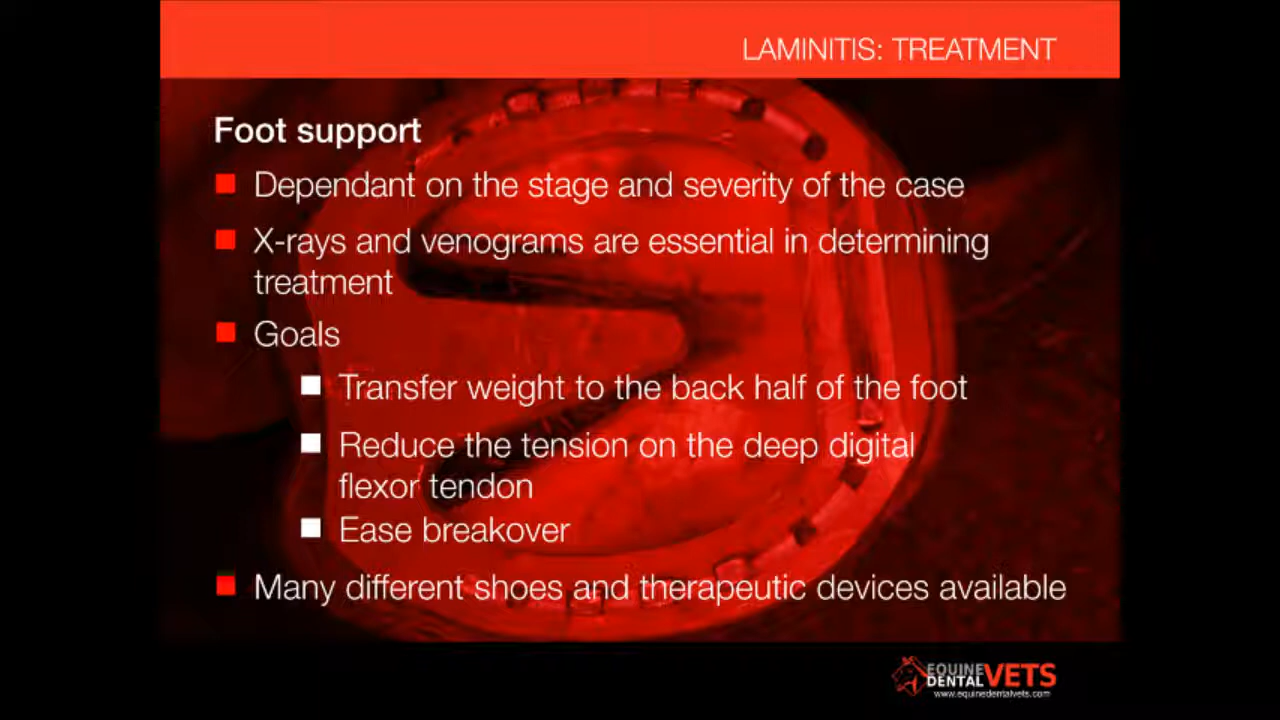 LAMINITIS: TREATMENT
Foot support
Dependant on the stage and severity of the case
X-rays and venograms are essential in determining
treatment
Goals
Transfer weight to the back half of the foot
Reduce the tension on the deep digital
flexor tendon
Ease breakover
Many different shoes and therapeutic devices available
EQUINE
DENTAL VETS
www.equinedentalvets.com